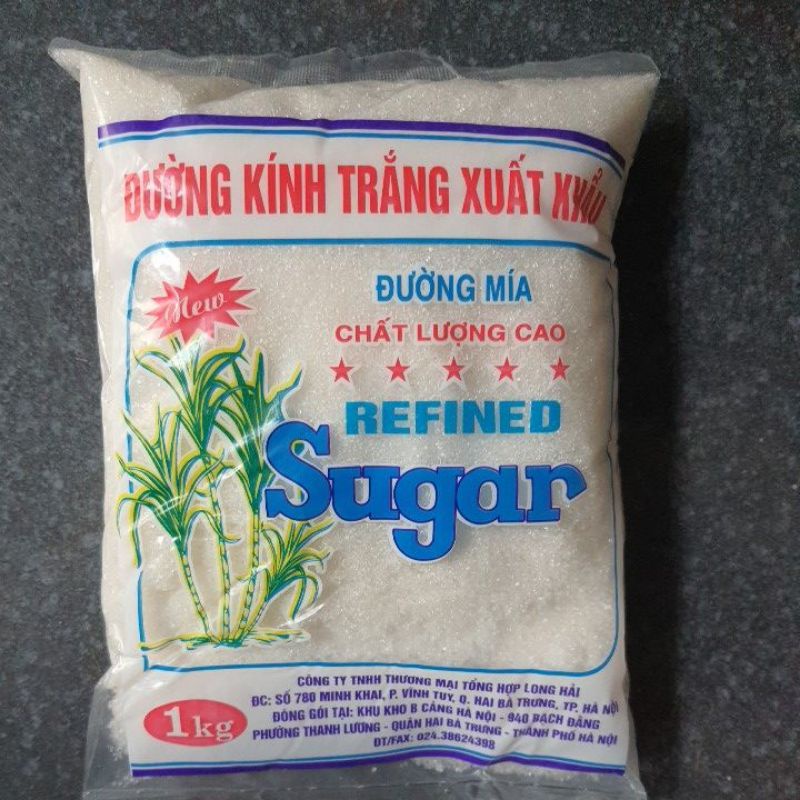 ĐƯỜNG KÍNH TRẮNG XUẤT KHẨU
New
ĐƯỜNG MÍA
CHẤT LƯỢNG CAO
REFINED
Sugar
1kg
CÔNG TY TNHH THƯƠNG MẠI TỔNG HỢP LONG HẢI
ĐC: SỐ 780 MINH KHAI, P. VĨNH TUY, Q. HAI BÀ TRƯNG, TP. HÀ NỘI
ĐÓNG GÓI TẠI: KHU KHO B CẢNG HÀ NỘI - 940 BẠCH ĐẰNG
PHƯỜNG THANH LƯƠNG - QUẬN HAI BÀ TRƯNG - THÀNH PHỐ HÀ NỘI
ĐT/FAX: 024.38624398